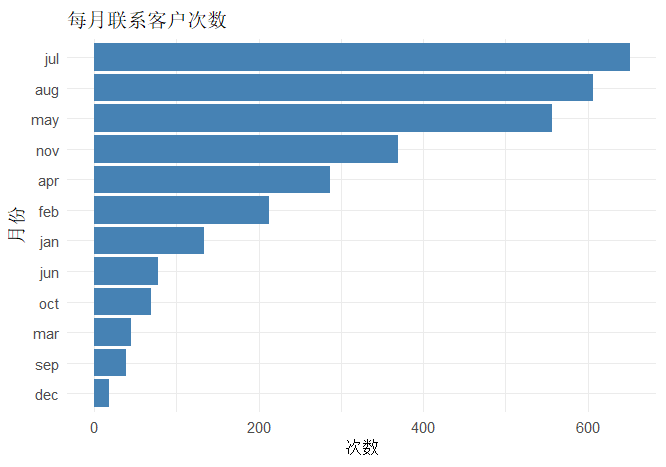 每月联系客户次数
jul
aug
may
nov
apr
feb
jan
jun
oct
mar
sep
dec
月份
0 200 400 600
次数